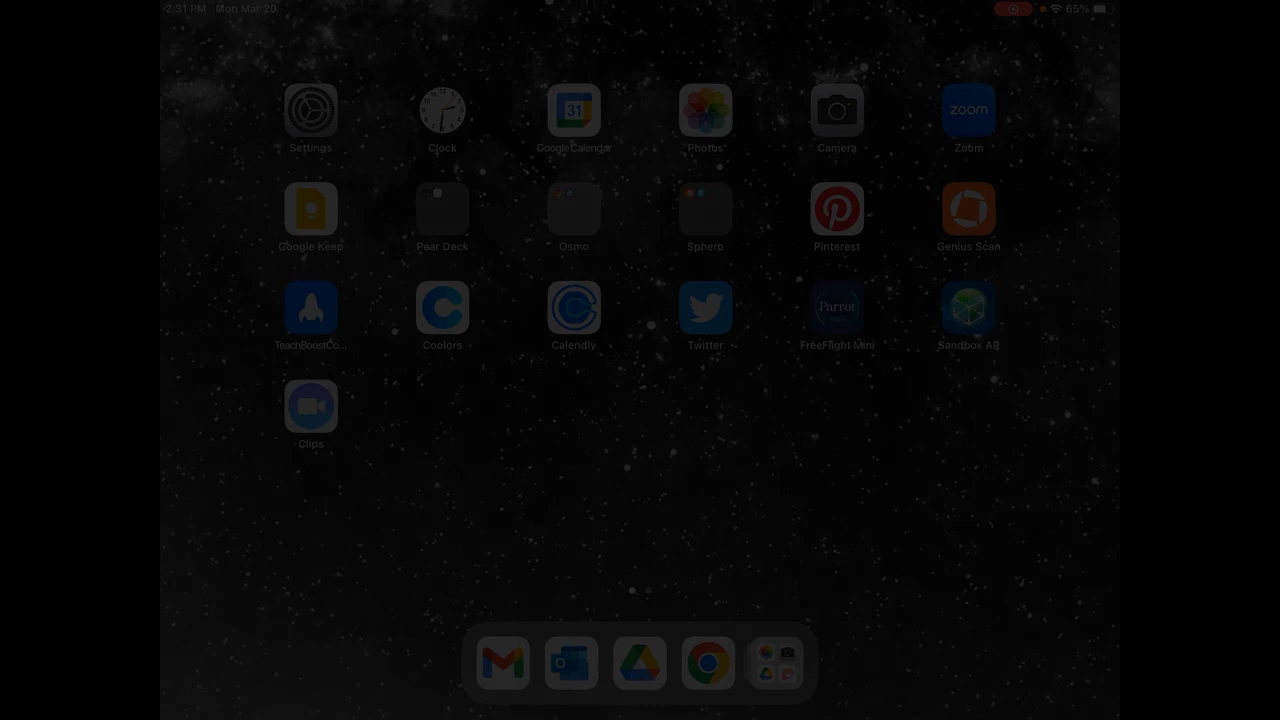 2:31 PM Mon Mar 20 65%
31 zoom
Settings Clock Google Calendar Photos Camera Zoom
Google Keep Pear Deck Osmo Sphero Pinterest Genius Scan
Parrot
TeachBoostCo... Coolors Calendly Twitter FreeFlight Mini Sandbox AR
Clips